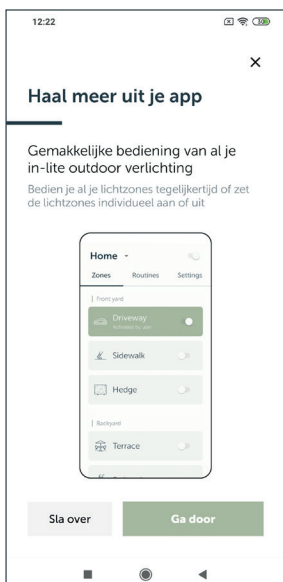 12:22
Haal meer uit je app
Gemakkelijke bediening van al je
in-lite outdoor verlichting
Bedien je al je lichtzones tegelijkertijd of zet
de lichtzones individueel aan of uit
Home
Zones Routines Settings
Front yard
Driveway
Activated by user
Sidewalk
Hedge
Backyard
Terrace
Sla over Ga door